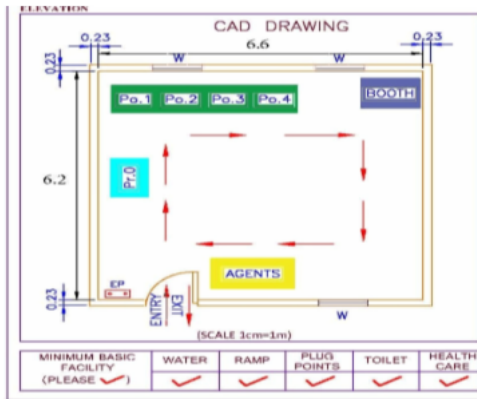 ELEVATION
CAD DRAWING
0.23 6.6 0.23
W W
0.23
Po.1 Po.2 Po.3 Po.4 BOOTH
6.2
Pr.O
AGENTS
EP
0.23
ENTRY EXIT
W
(SCALE 1cm=1m)
MINIMUM BASIC FACILITY (PLEASE ✓) WATER RAMP PLUG POINTS TOILET HEALTH CARE
✓ ✓ ✓ ✓ ✓